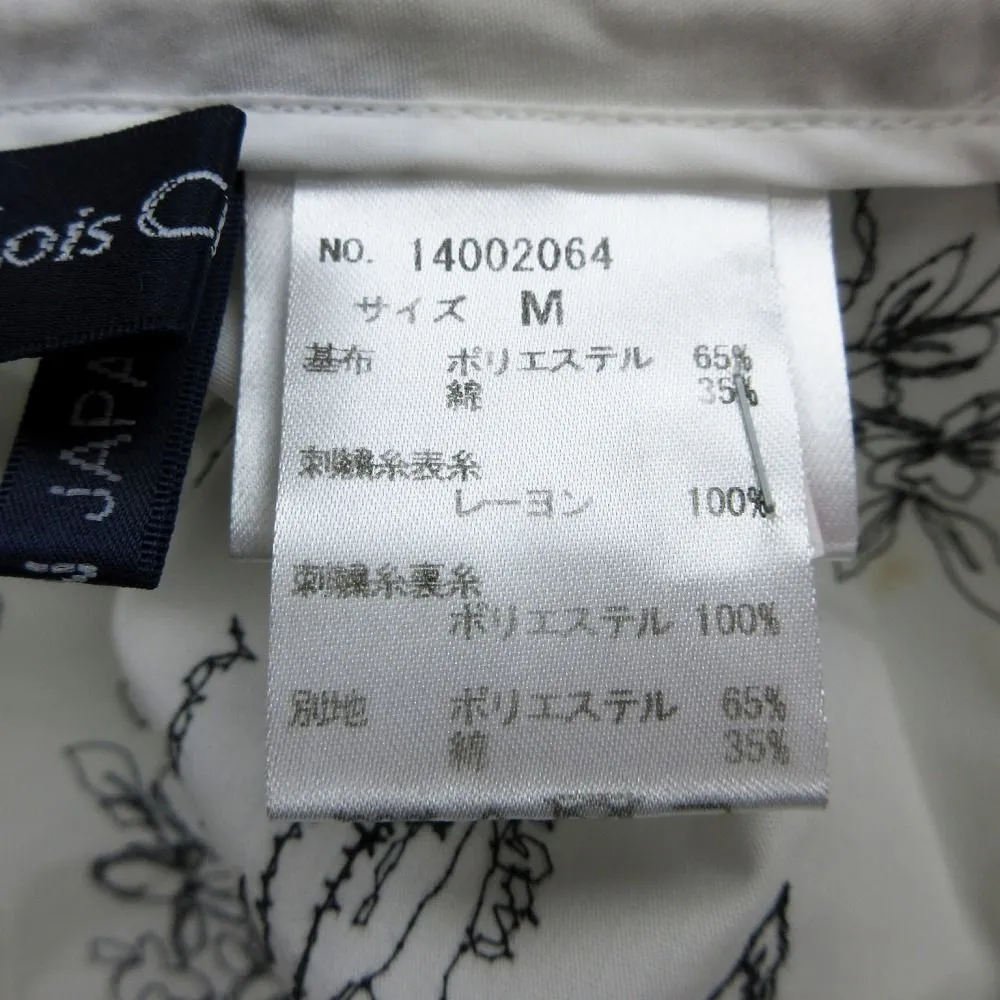 ois
JAPA
NO. 14002064
サイズ M
基布 ポリエステル 65%
綿 35%
刺繍糸表糸
レーヨン 100%
刺繍糸裏糸
ポリエステル 100%
別地 ポリエステル 65%
綿 35%